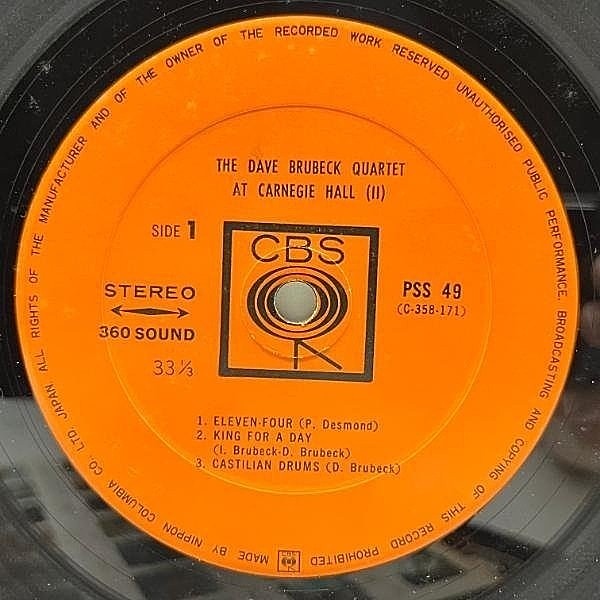 ALL RIGHTS OF THE MANUFACTURER AND OF THE OWNER OF THE RECORDED WORK RESERVED UNAUTHORISED PUBLIC PERFORMANCE, BROADCASTING AND COPYING OF THIS RECORD PROHIBITED
THE DAVE BRUBECK QUARTET
AT CARNEGIE HALL (II)
SIDE 1
CBS
STEREO
360 SOUND
33 1/3
PSS 49
(C-358-171)
1. ELEVEN-FOUR (P. Desmond)
2. KING FOR A DAY
(I. Brubeck-D. Brubeck)
3. CASTILIAN DRUMS (D. Brubeck)
CBS
MADE BY NIPPON COLUMBIA CO., LTD. JAPAN